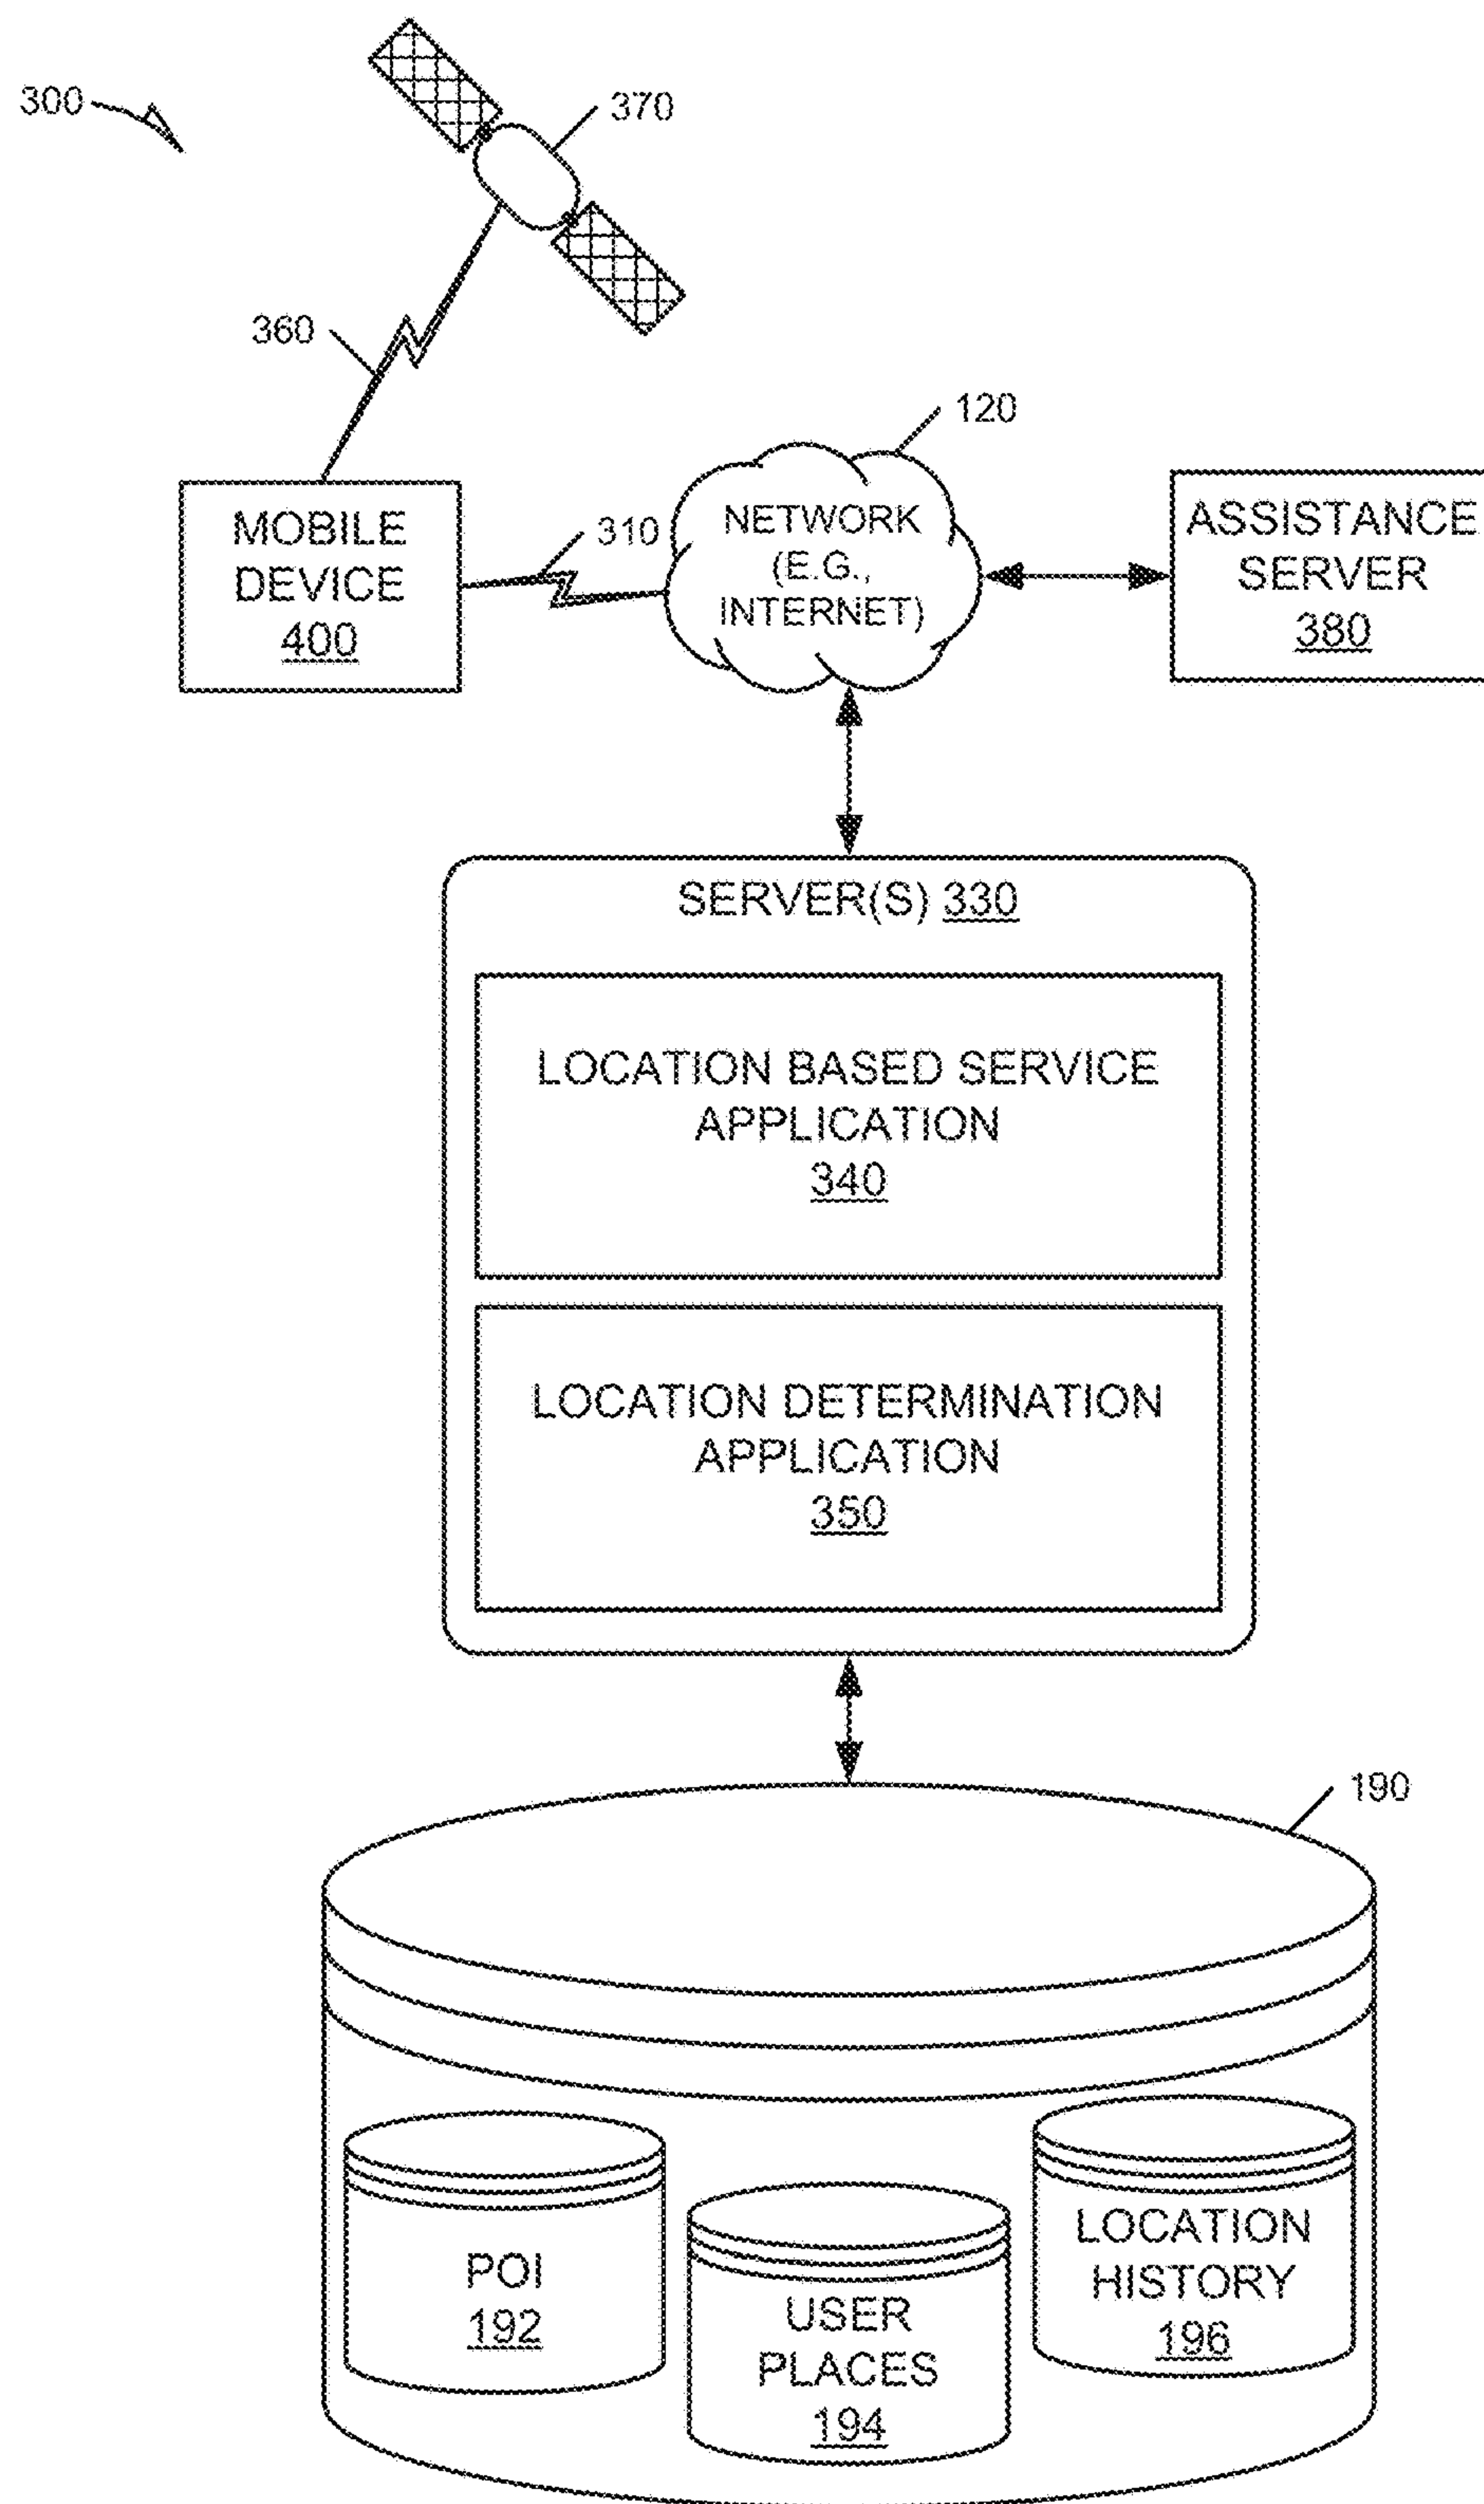 300
370
360
120
MOBILE
DEVICE
400
310
NETWORK
(E.G.,
INTERNET)
ASSISTANCE
SERVER
380
SERVER(S) 330
LOCATION BASED SERVICE
APPLICATION
340
LOCATION DETERMINATION
APPLICATION
350
190
POI
192
USER
PLACES
194
LOCATION
HISTORY
196